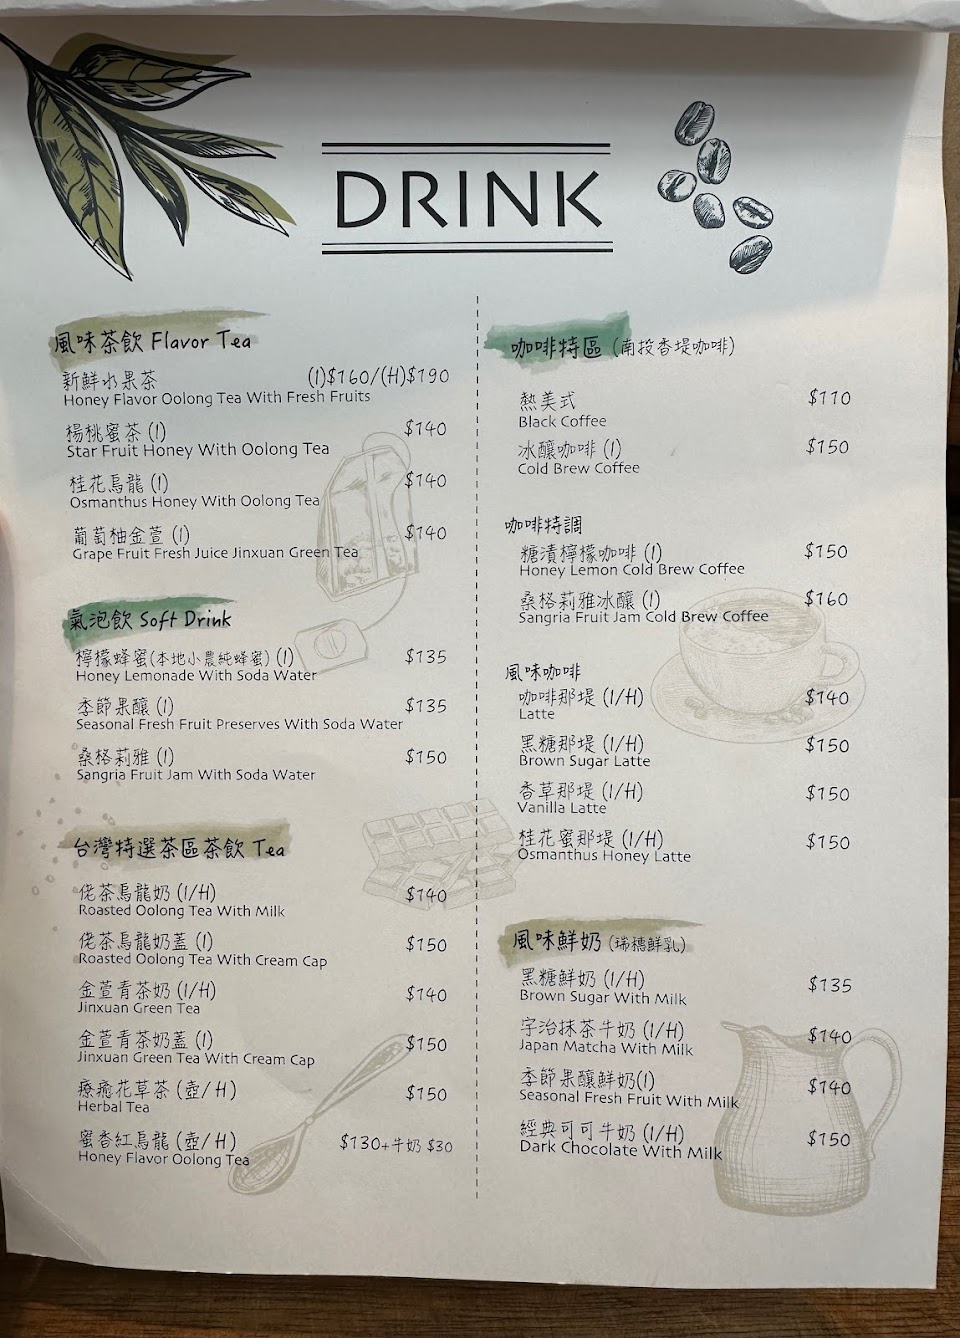 DRINK
風味茶飲 Flavor Tea
新鮮水果茶 (I)$160/(H)$190
Honey Flavor Oolong Tea With Fresh Fruits
楊桃蜜茶 (I) $140
Star Fruit Honey With Oolong Tea
桂花烏龍 (I) $140
Osmanthus Honey With Oolong Tea
葡萄柚金萱 (I) $140
Grape Fruit Fresh Juice Jinxuan Green Tea
氣泡飲 Soft Drink
檸檬蜂蜜(本地小農純蜂蜜) (I) $135
Honey Lemonade With Soda Water
季節果釀 (I) $135
Seasonal Fresh Fruit Preserves With Soda Water
桑格莉雅 (I) $150
Sangria Fruit Jam With Soda Water
台灣特選茶區茶飲 Tea
佬茶烏龍奶 (I/H) $140
Roasted Oolong Tea With Milk
佬茶烏龍奶蓋 (I) $150
Roasted Oolong Tea With Cream Cap
金萱青茶奶 (I/H) $140
Jinxuan Green Tea
金萱青茶奶蓋 (I) $150
Jinxuan Green Tea With Cream Cap
療癒花草茶 (壺/H) $150
Herbal Tea
蜜香紅烏龍 (壺/H) $130+牛奶 $30
Honey Flavor Oolong Tea
咖啡特區 (南投香堤咖啡)
熱美式 $110
Black Coffee
冰釀咖啡 (I) $150
Cold Brew Coffee
咖啡特調
糖漬檸檬咖啡 (I) $150
Honey Lemon Cold Brew Coffee
桑格莉雅冰釀 (I) $160
Sangria Fruit Jam Cold Brew Coffee
風味咖啡
咖啡那堤 (I/H) $140
Latte
黑糖那堤 (I/H) $150
Brown Sugar Latte
香草那堤 (I/H) $150
Vanilla Latte
桂花蜜那堤 (I/H) $150
Osmanthus Honey Latte
風味鮮奶 (瑞穗鮮乳)
黑糖鮮奶 (I/H) $135
Brown Sugar With Milk
宇治抹茶牛奶 (I/H) $140
Japan Matcha With Milk
季節果釀鮮奶(I) $140
Seasonal Fresh Fruit With Milk
經典可可牛奶 (I/H) $150
Dark Chocolate With Milk